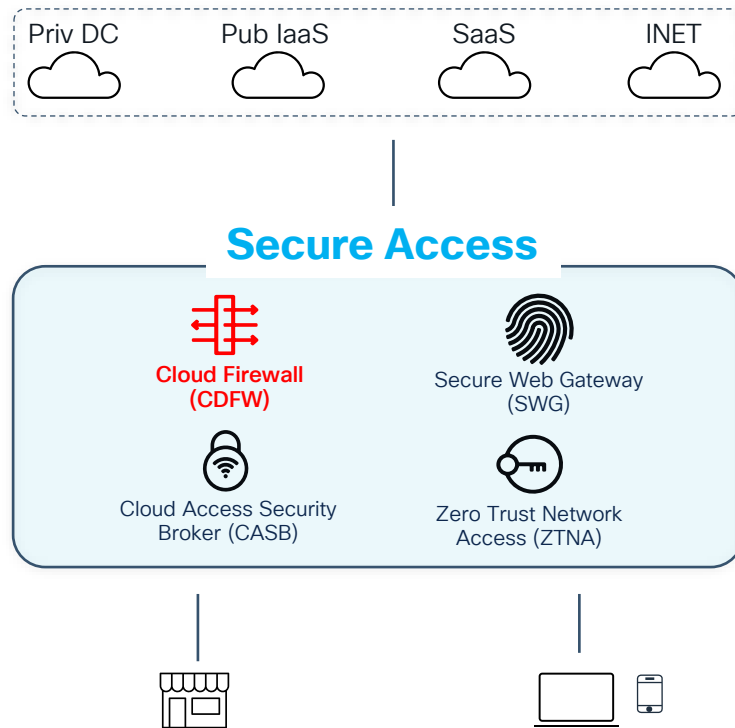 Priv DC
Pub IaaS
SaaS
INET
Secure Access
Cloud Firewall
(CDFW)
Secure Web Gateway
(SWG)
Cloud Access Security
Broker (CASB)
Zero Trust Network
Access (ZTNA)